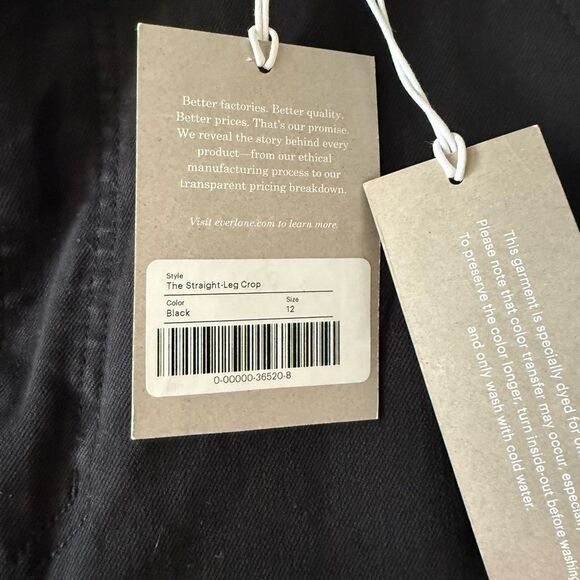 Better factories. Better quality.
Better prices. That's our promise.
We reveal the story behind every
product—from our ethical
manufacturing process to our
transparent pricing breakdown.
Visit everlane.com to learn more.
Style
The Straight-Leg Crop
Color
Black
Size
12
0-00000-36520-8
This garment is specially dyed for
Please note that color transfer may occur,
To preserve the color longer, turn inside-out before
and only wash with cold water.